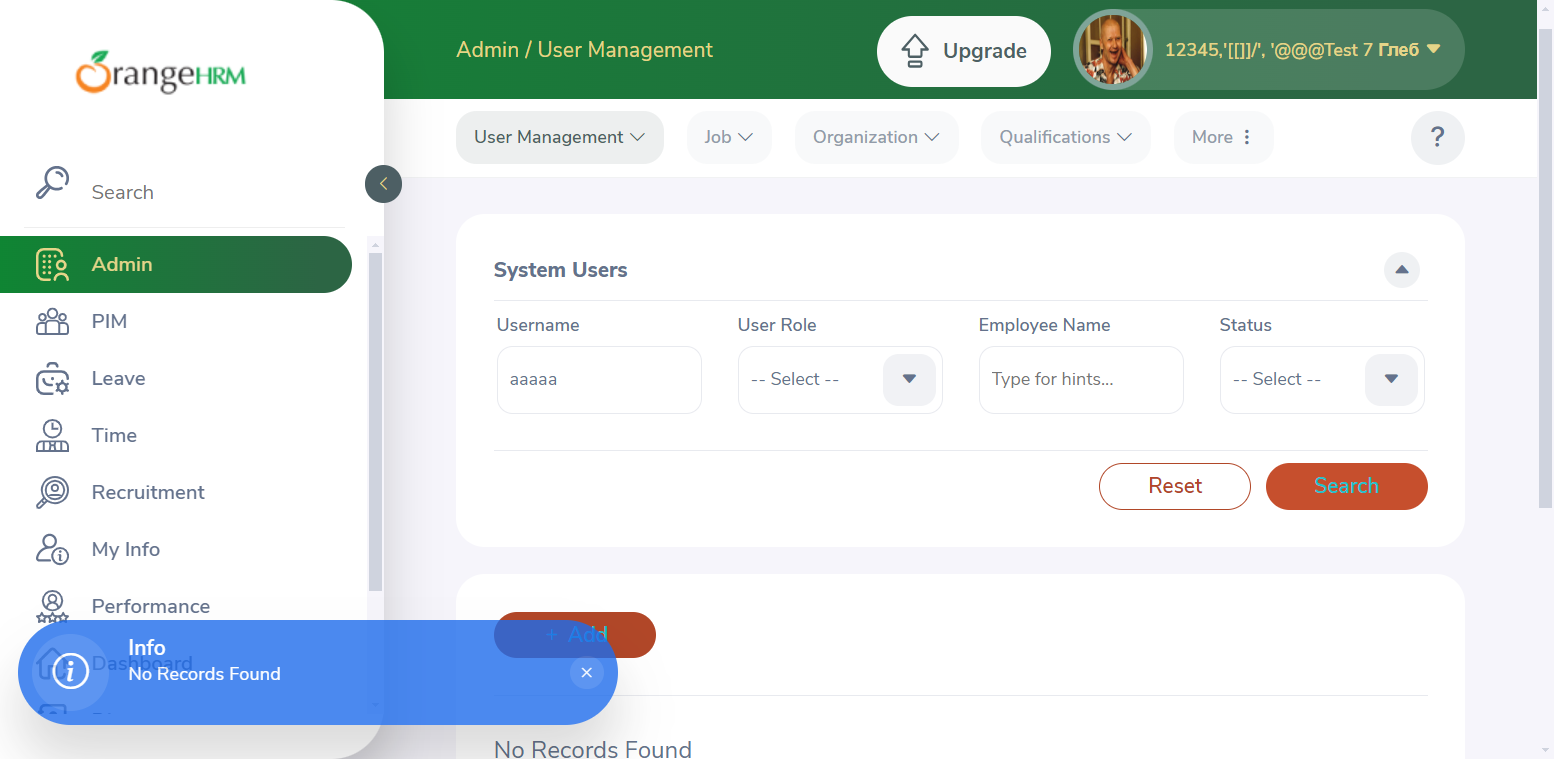 OrangeHRM
Search
Admin
PIM
Leave
Time
Recruitment
My Info
Performance
Dashboard
Info
No Records Found
Admin / User Management
Upgrade
12345,'[[]]/', '@@@Test 7 Глеб
User Management
Job
Organization
Qualifications
More
?
System Users
Username
User Role
Employee Name
Status
aaaaa
-- Select --
Type for hints...
-- Select --
Reset
Search
+ Add
No Records Found